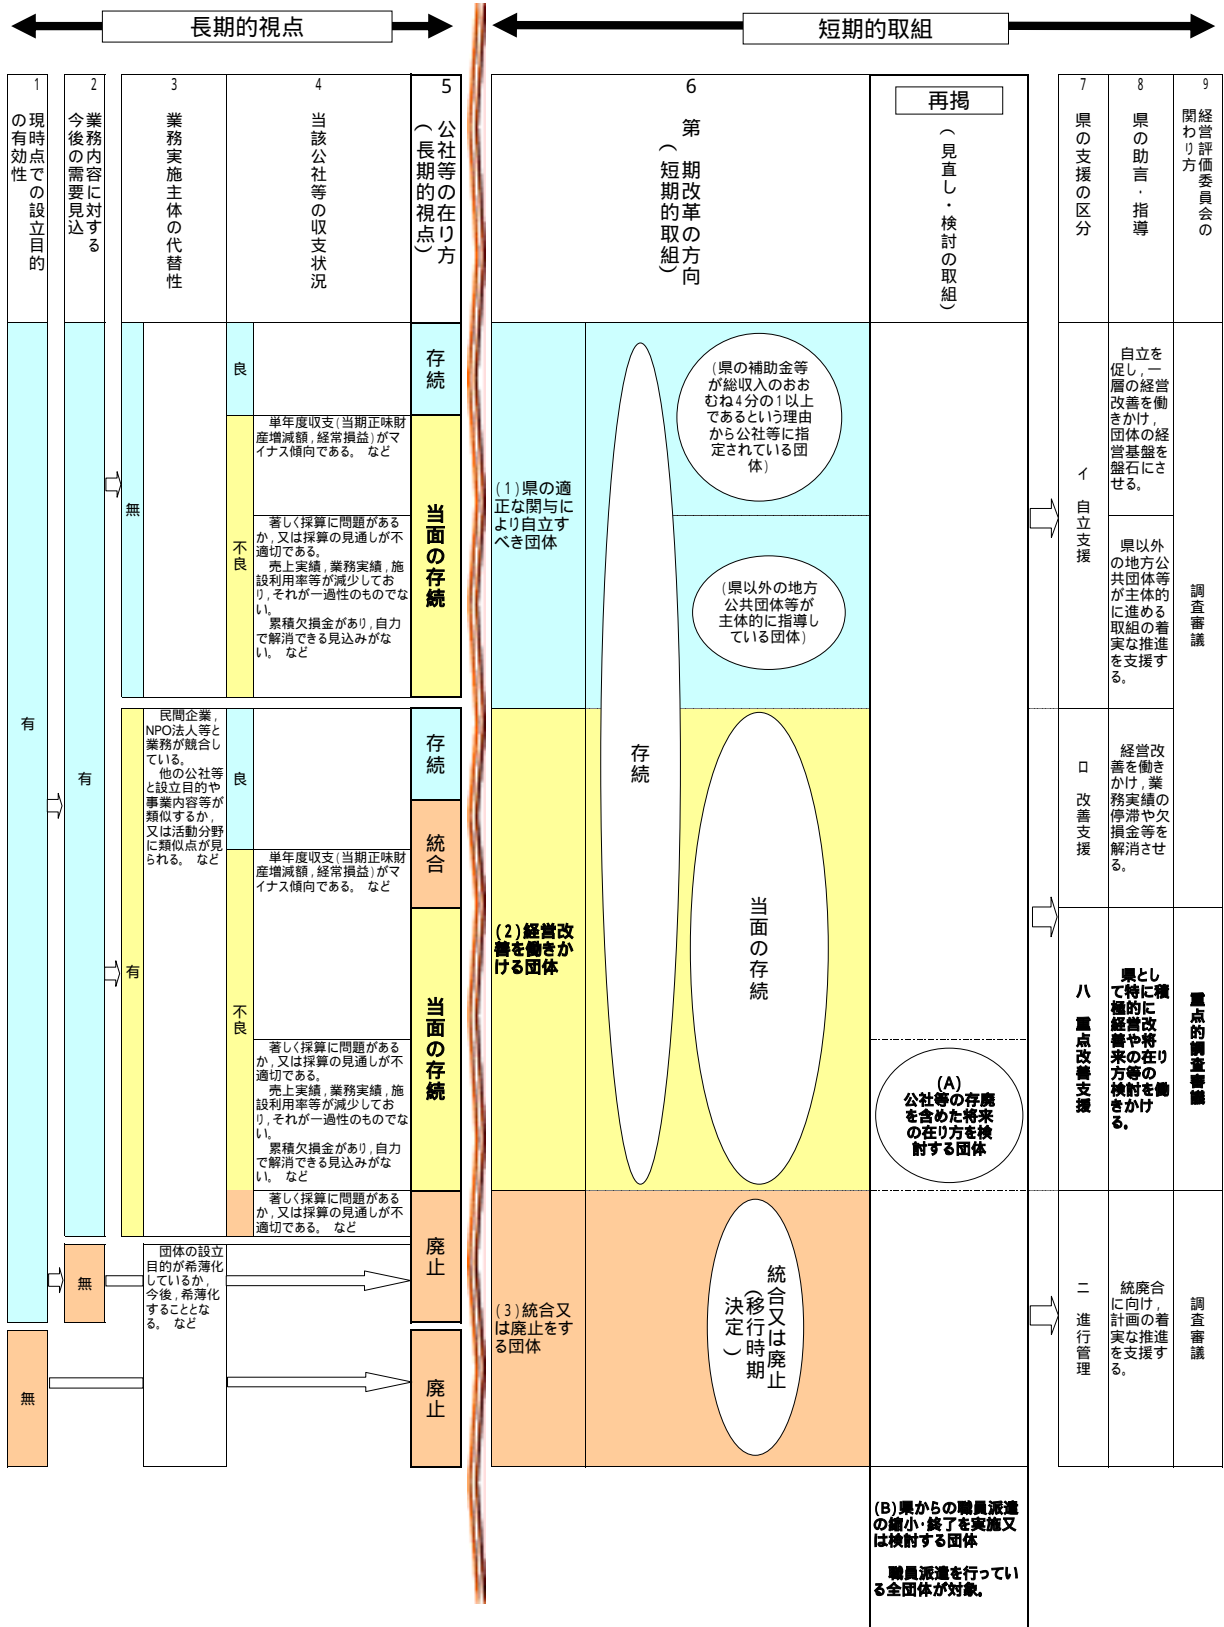 長期的視点
短期的取組
1
現時点での設立目的
の有効性
2
業務内容に対する
今後の需要見込
3
業務実施主体の代替性
4
当該公社等の収支状況
5
公社等の在り方
(長期的視点)
6
第 期改革の方向
(短期的取組)
再掲
(見直し・検討の取組)
7
県の支援の区分
8
県の助言・指導
9
経営評価委員会の
関わり方
有
無
有
無
無
有
民間企業,
NPO法人等と
業務が競合し
ている。
他の公社等
と設立目的や
事業内容等が
類似するか,
又は活動分野
に類似点が見
られる。 など
団体の設立
目的が希薄化
しているか,
今後,希薄化
することとな
る。 など
良
不良
単年度収支(当期正味財
産増減額,経常損益)がマ
イナス傾向である。 など
著しく採算に問題がある
か,又は採算の見通しが不
適切である。
売上実績,業務実績,施
設利用率等が減少してお
り,それが一過性のものでな
い。
累積欠損金があり,自力
で解消できる見込みがな
い。 など
良
不良
単年度収支(当期正味財
産増減額,経常損益)がマ
イナス傾向である。 など
著しく採算に問題がある
か,又は採算の見通しが不
適切である。
売上実績,業務実績,施
設利用率等が減少してお
り,それが一過性のものでな
い。
累積欠損金があり,自力
で解消できる見込みがな
い。 など
著しく採算に問題がある
か,又は採算の見通しが不
適切である。 など
存続
当面の存続
存続
統合
当面の存続
廃止
廃止
(1)県の適
正な関与に
より自立す
べき団体
(2)経営改
善を働きか
ける団体
(3)統合又
は廃止をす
る団体
存続
(県の補助金等
が総収入のおお
むね4分の1以上
であるという理由
から公社等に指
定されている団
体)
(県以外の地方
公共団体等が
主体的に指導し
ている団体)
当面の存続
統合又は廃止
(移行時期
決定)
(A)
公社等の存廃
を含めた将来
の在り方を検
討する団体
(B)県からの職員派遣
の縮小・終了を実施又
は検討する団体
職員派遣を行ってい
る全団体が対象。
イ 自立支援
ロ 改善支援
ハ 重点改善支援
ニ 進行管理
自立を
促し,一
層の経営
改善を働
きかけ,
団体の経
営基盤を
盤石にさ
せる。
県以外
の地方公
共団体等
が主体的
に進める
取組の着
実な推進
を支援す
る。
経営改
善を働き
かけ,業
務実績の
停滞や欠
損金等を
解消させ
る。
県とし
て特に積
極的に
経営改
善や将
来の在り
方等の
検討を働
きかけ
る。
統廃合
に向け,
計画の着
実な推進
を支援す
る。
調査審議
重点的調査審議
調査審議